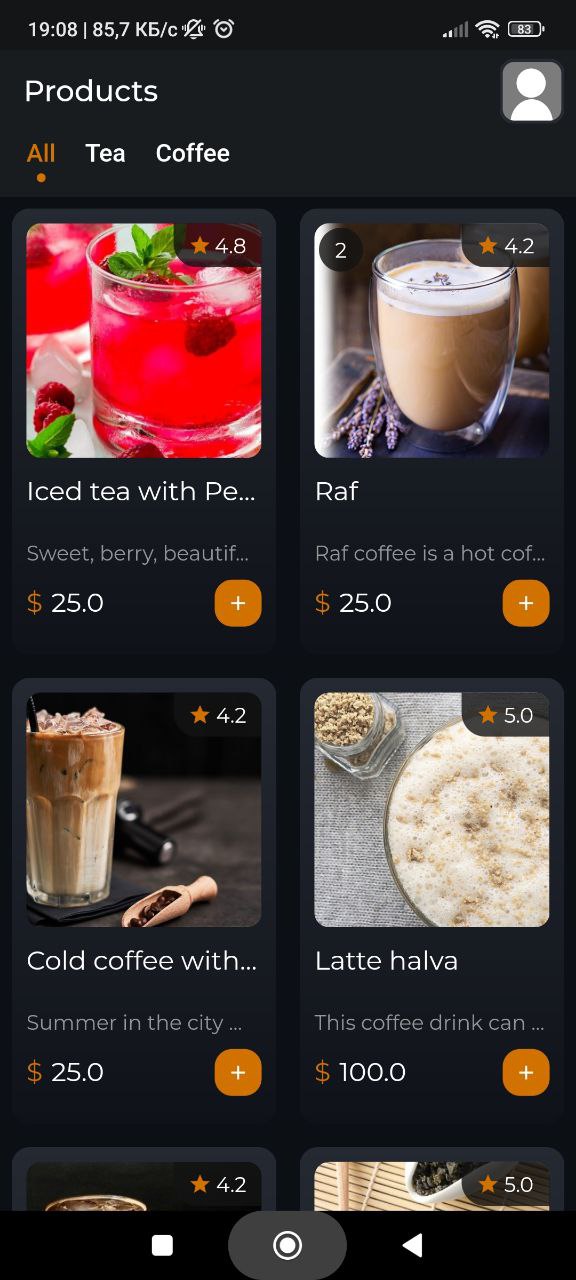 19:08 | 85,7 КБ/с 83
Products
All Tea Coffee
4.8
2 4.2
Iced tea with Pe... Raf
Sweet, berry, beautif... Raf coffee is a hot cof...
$ 25.0 + $ 25.0 +
4.2 5.0
Cold coffee with... Latte halva
Summer in the city ... This coffee drink can ...
$ 25.0 + $ 100.0 +
4.2 5.0